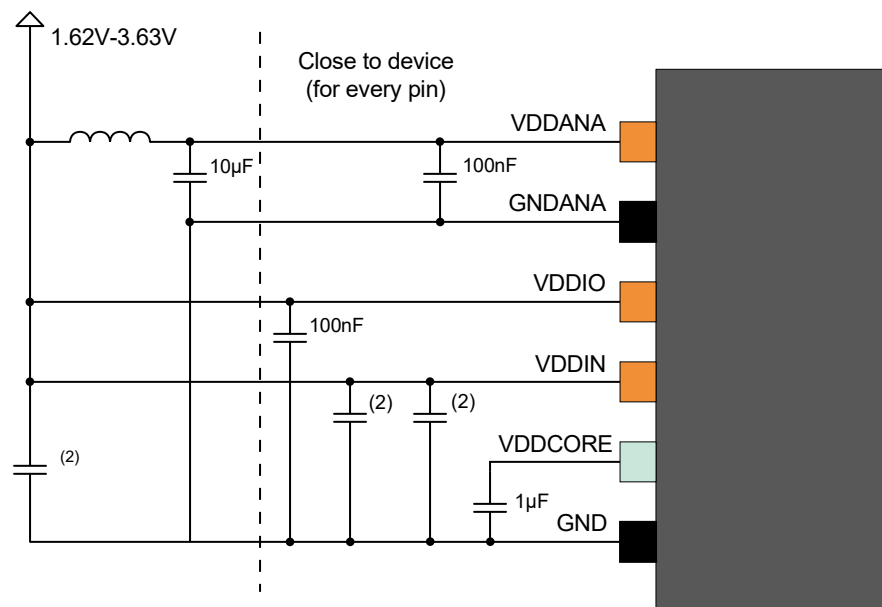 1.62V-3.63V
Close to device
(for every pin)
VDDANA
10µF
100nF
GNDANA
VDDIO
100nF
VDDIN
(2)
(2)
VDDCORE
(2)
1µF
GND